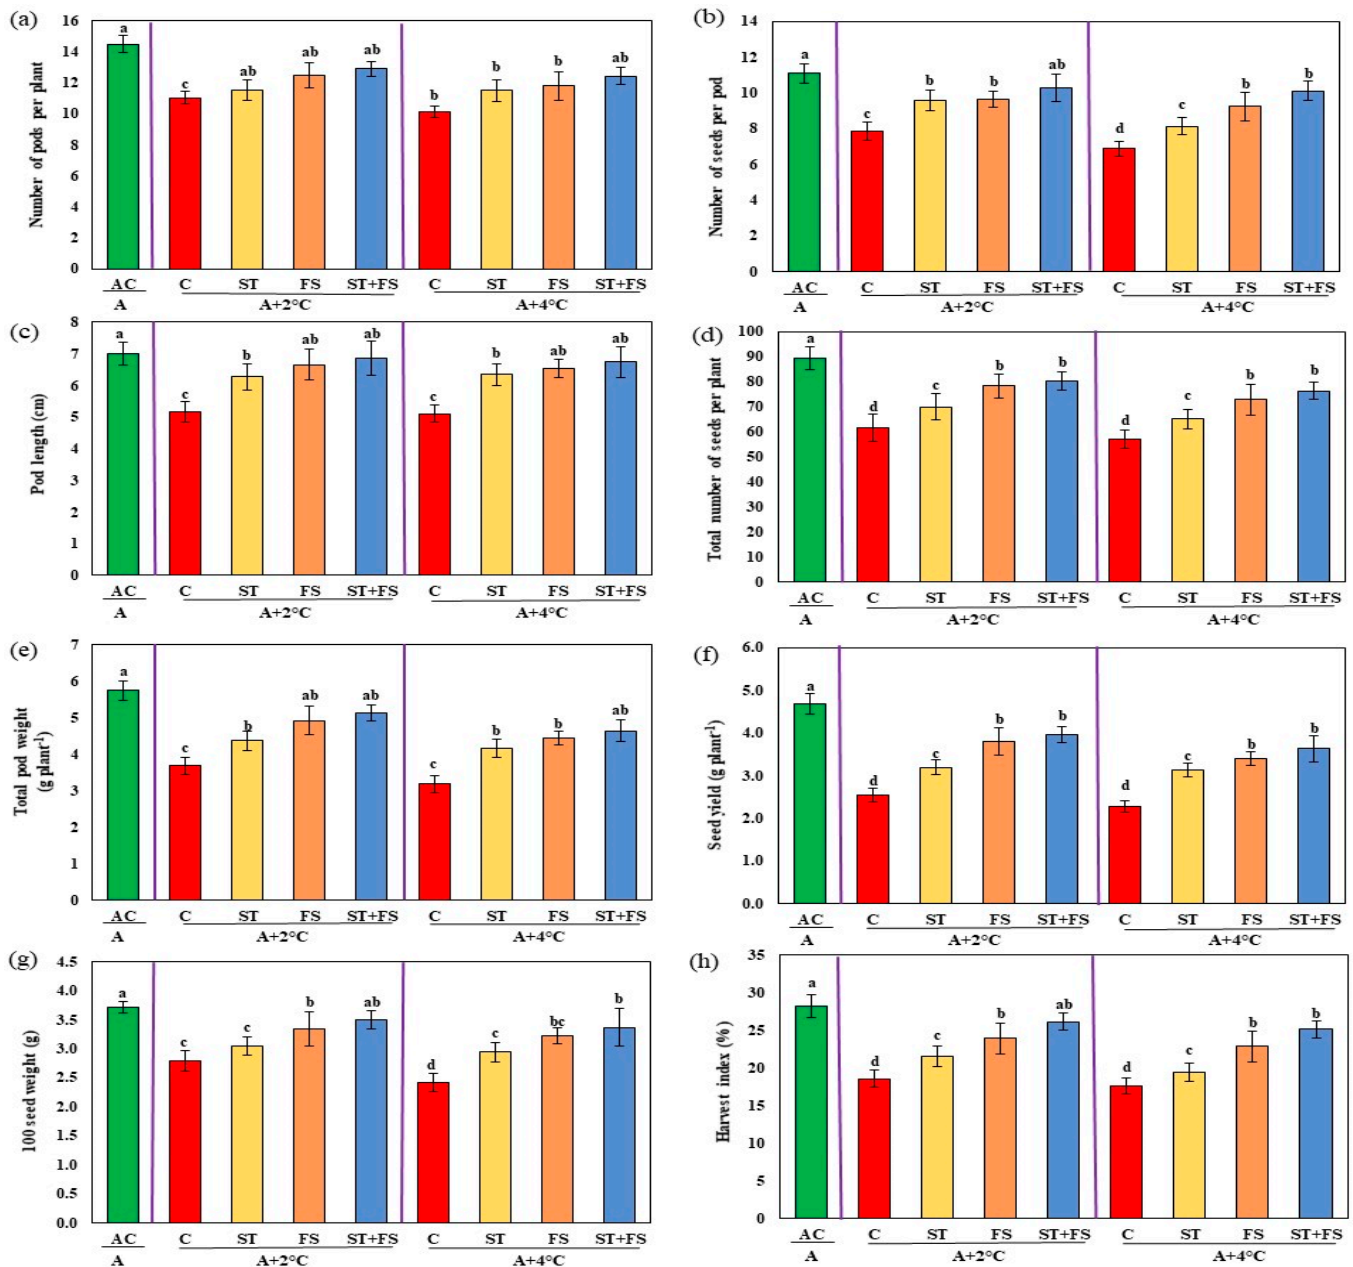 (a)
Number of pods per plant
16
14
12
10
8
6
4
2
0
a
c
ab
ab
ab
b
b
b
ab
AC
C
ST
FS
ST+FS
C
ST
FS
ST+FS
A
A+2°C
A+4°C
(b)
Number of seeds per pod
14
12
10
8
6
4
2
0
a
c
b
b
ab
d
c
b
b
AC
C
ST
FS
ST+FS
C
ST
FS
ST+FS
A
A+2°C
A+4°C
(c)
Pod length (cm)
8
7
6
5
4
3
2
1
0
a
c
b
ab
ab
c
b
ab
ab
AC
C
ST
FS
ST+FS
C
ST
FS
ST+FS
A
A+2°C
A+4°C
(d)
Total number of seeds per plant
100
90
80
70
60
50
40
30
20
10
0
a
d
c
b
b
d
c
b
b
AC
C
ST
FS
ST+FS
C
ST
FS
ST+FS
A
A+2°C
A+4°C
(e)
Total pod weight
(g plant-1)
7
6
5
4
3
2
1
0
a
c
b
ab
ab
c
b
b
ab
AC
C
ST
FS
ST+FS
C
ST
FS
ST+FS
A
A+2°C
A+4°C
(f)
Seed yield (g plant-1)
6.0
5.0
4.0
3.0
2.0
1.0
0.0
a
d
c
b
b
d
c
b
b
AC
C
ST
FS
ST+FS
C
ST
FS
ST+FS
A
A+2°C
A+4°C
(g)
100 seed weight (g)
4.5
4.0
3.5
3.0
2.5
2.0
1.5
1.0
0.5
0.0
a
c
c
b
ab
d
c
bc
b
AC
C
ST
FS
ST+FS
C
ST
FS
ST+FS
A
A+2°C
A+4°C
(h)
Harvest index (%)
35
30
25
20
15
10
5
0
a
d
c
b
ab
d
c
b
b
AC
C
ST
FS
ST+FS
C
ST
FS
ST+FS
A
A+2°C
A+4°C